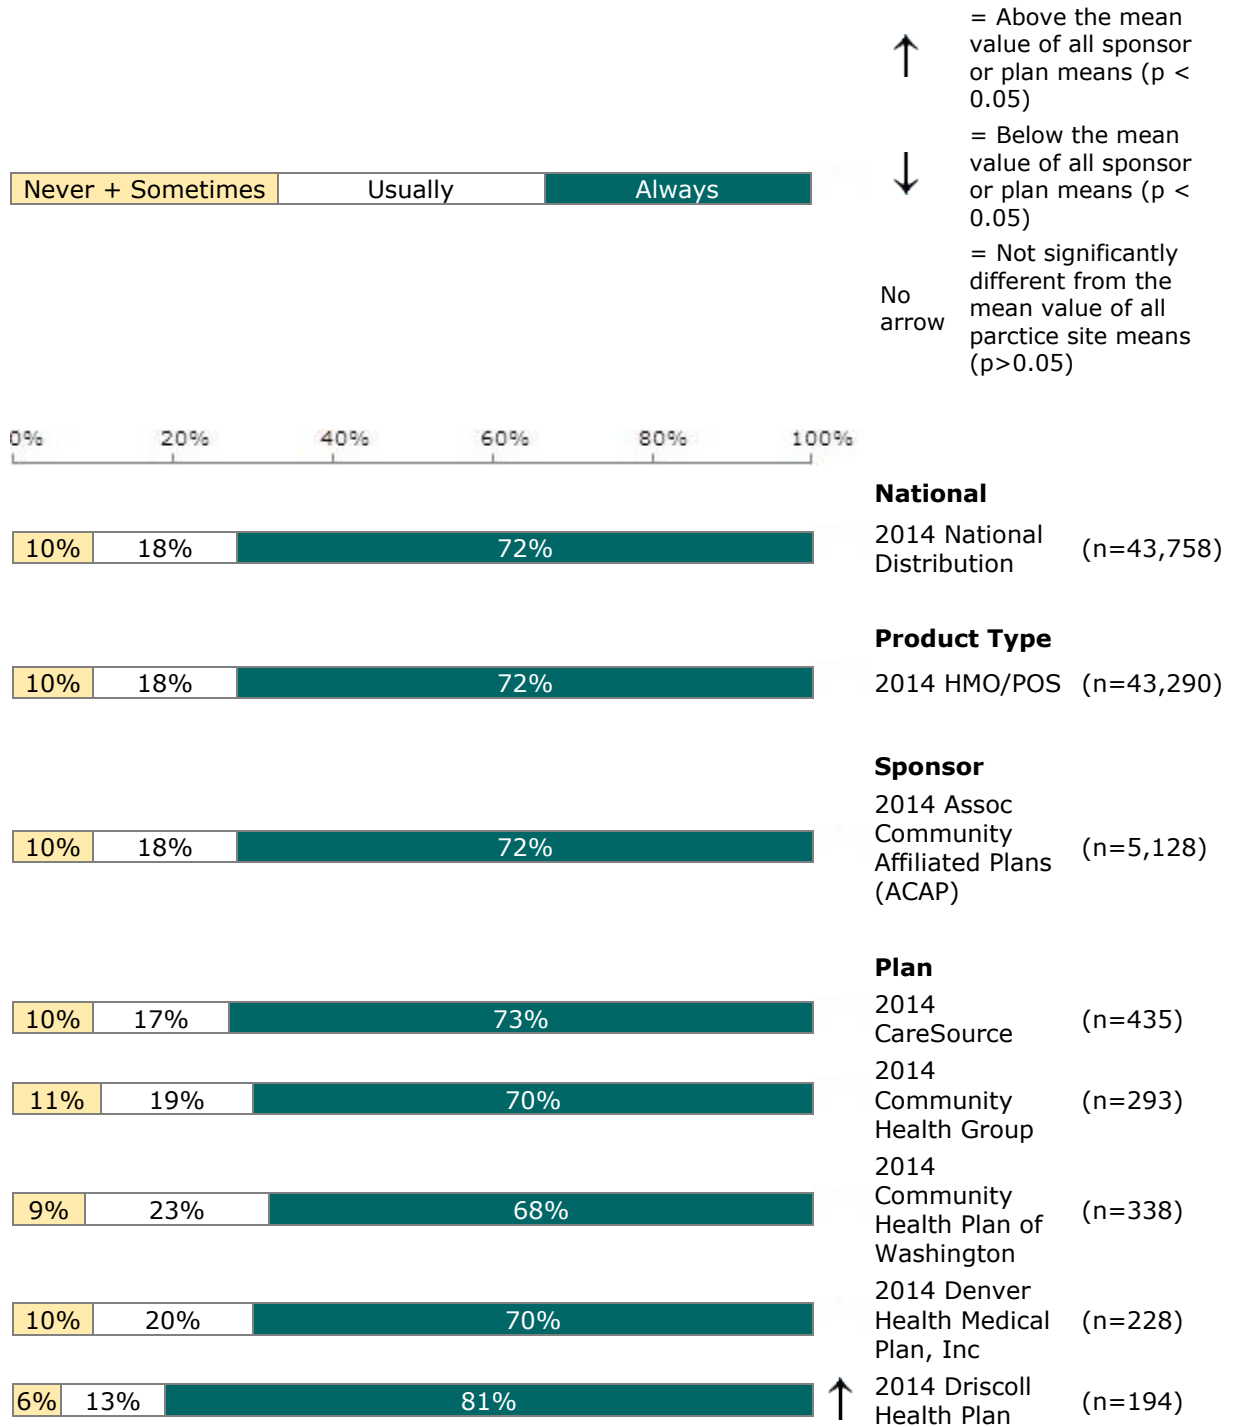 = Above the mean
value of all sponsor
or plan means (p <
0.05)
= Below the mean
value of all sponsor
or plan means (p <
0.05)
Never + Sometimes Usually Always
No
arrow
= Not significantly
different from the
mean value of all
parctice site means
(p>0.05)
0% 20% 40% 60% 80% 100%
National
10% 18% 72%
2014 National
Distribution
(n=43,758)
Product Type
10% 18% 72%
2014 HMO/POS (n=43,290)
Sponsor
10% 18% 72%
2014 Assoc
Community
Affiliated Plans
(ACAP)
(n=5,128)
Plan
10% 17% 73%
2014
CareSource
(n=435)
11% 19% 70%
2014
Community
Health Group
(n=293)
9% 23% 68%
2014
Community
Health Plan of
Washington
(n=338)
10% 20% 70%
2014 Denver
Health Medical
Plan, Inc
(n=228)
6% 13% 81%
2014 Driscoll
Health Plan
(n=194)